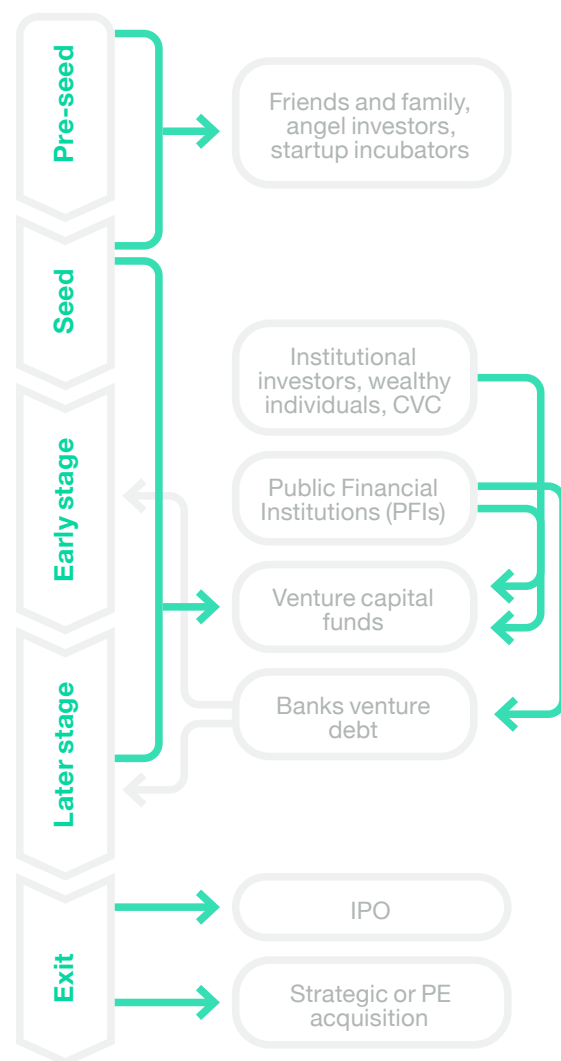 Pre-seed
Friends and family,
angel investors,
startup incubators
Seed
Institutional
investors, wealthy
individuals, CVC
Early stage
Public Financial
Institutions (PFIs)
Venture capital
funds
Later stage
Banks venture
debt
Exit
IPO
Strategic or PE
acquisition